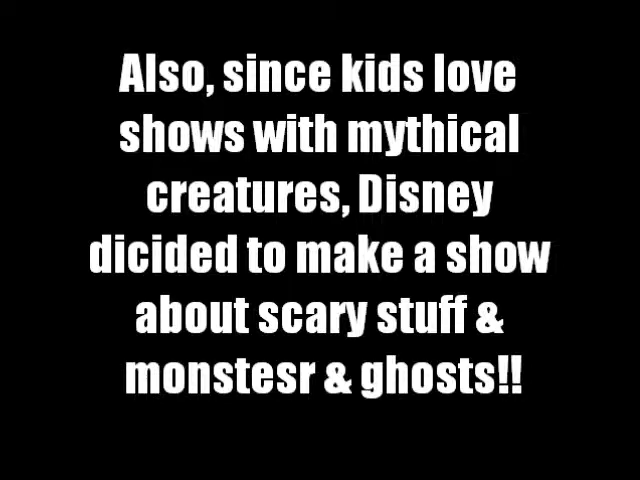 Also, since kids love
shows with mythical
creatures, Disney
dicided to make a show
about scary stuff &
monstesr & ghosts!!